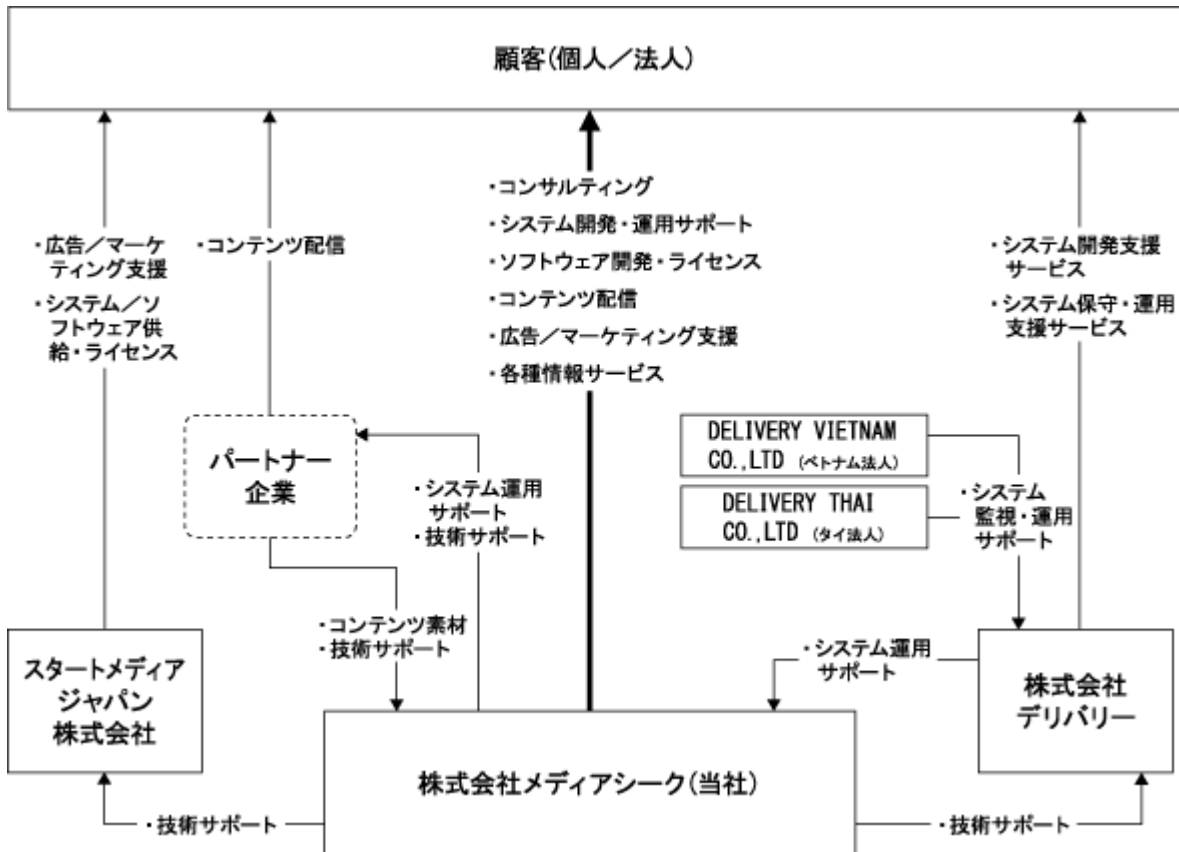 顧客(個人／法人)
・コンサルティング
・システム開発・運用サポート
・ソフトウェア開発・ライセンス
・コンテンツ配信
・広告／マーケティング支援
・各種情報サービス
・広告／マーケ
ティング支援
・システム／ソ
フトウェア供
給・ライセンス
・コンテンツ配信
・システム開発支援
サービス
・システム保守・運用
支援サービス
パートナー
企業
・システム運用
サポート
・技術サポート
DELIVERY VIETNAM
CO.,LTD (ベトナム法人)
DELIVERY THAI
CO.,LTD (タイ法人)
・システム
監視・運用
サポート
・コンテンツ素材
・技術サポート
・システム運用
サポート
スタートメディア
ジャパン
株式会社
株式会社
デリバリー
株式会社メディアシーク(当社)
・技術サポート
・技術サポート